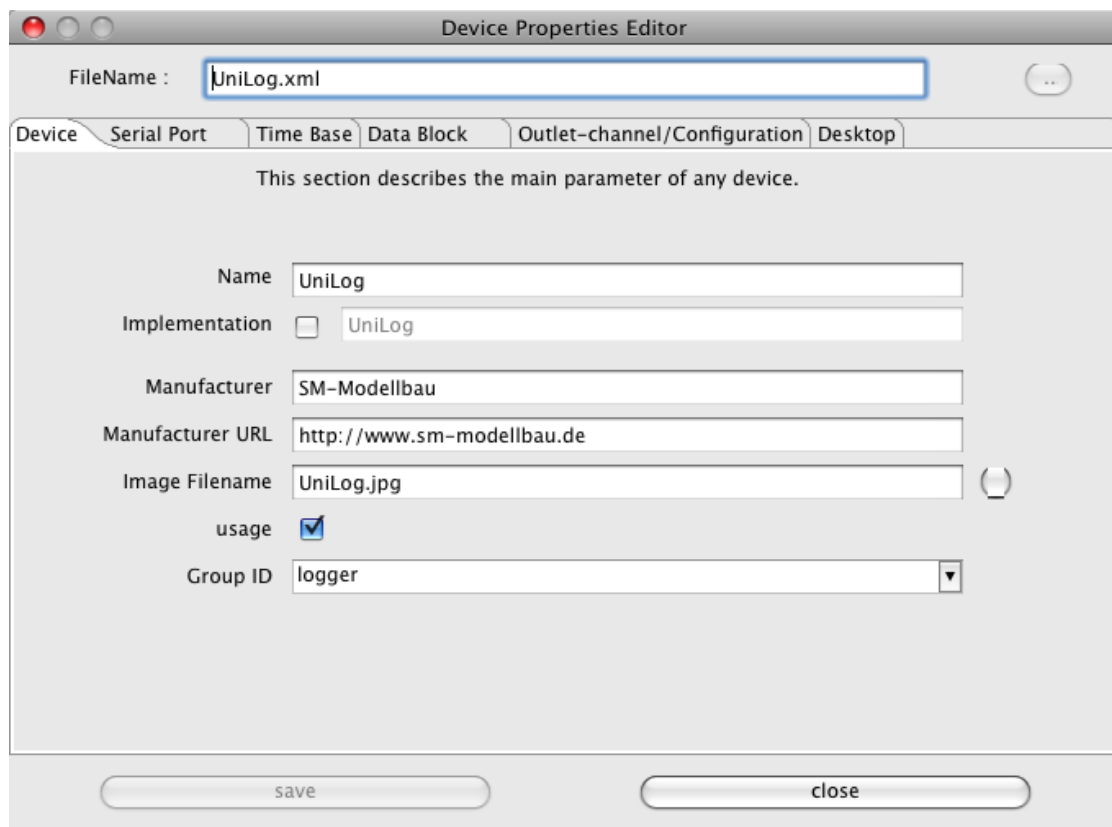 Device Properties Editor
FileName : UniLog.xml ..
Device Serial Port Time Base Data Block Outlet-channel/Configuration Desktop
This section describes the main parameter of any device.
Name UniLog
Implementation UniLog
Manufacturer SM-Modellbau
Manufacturer URL http://www.sm-modellbau.de
Image Filename UniLog.jpg
usage
Group ID logger
save close